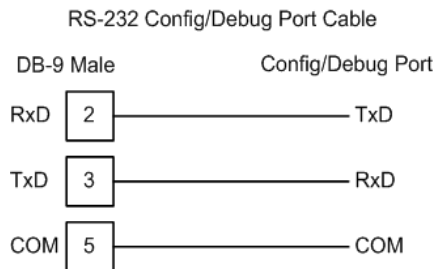 RS-232 Config/Debug Port Cable
DB-9 Male Config/Debug Port
RxD 2 TxD
TxD 3 RxD
COM 5 COM